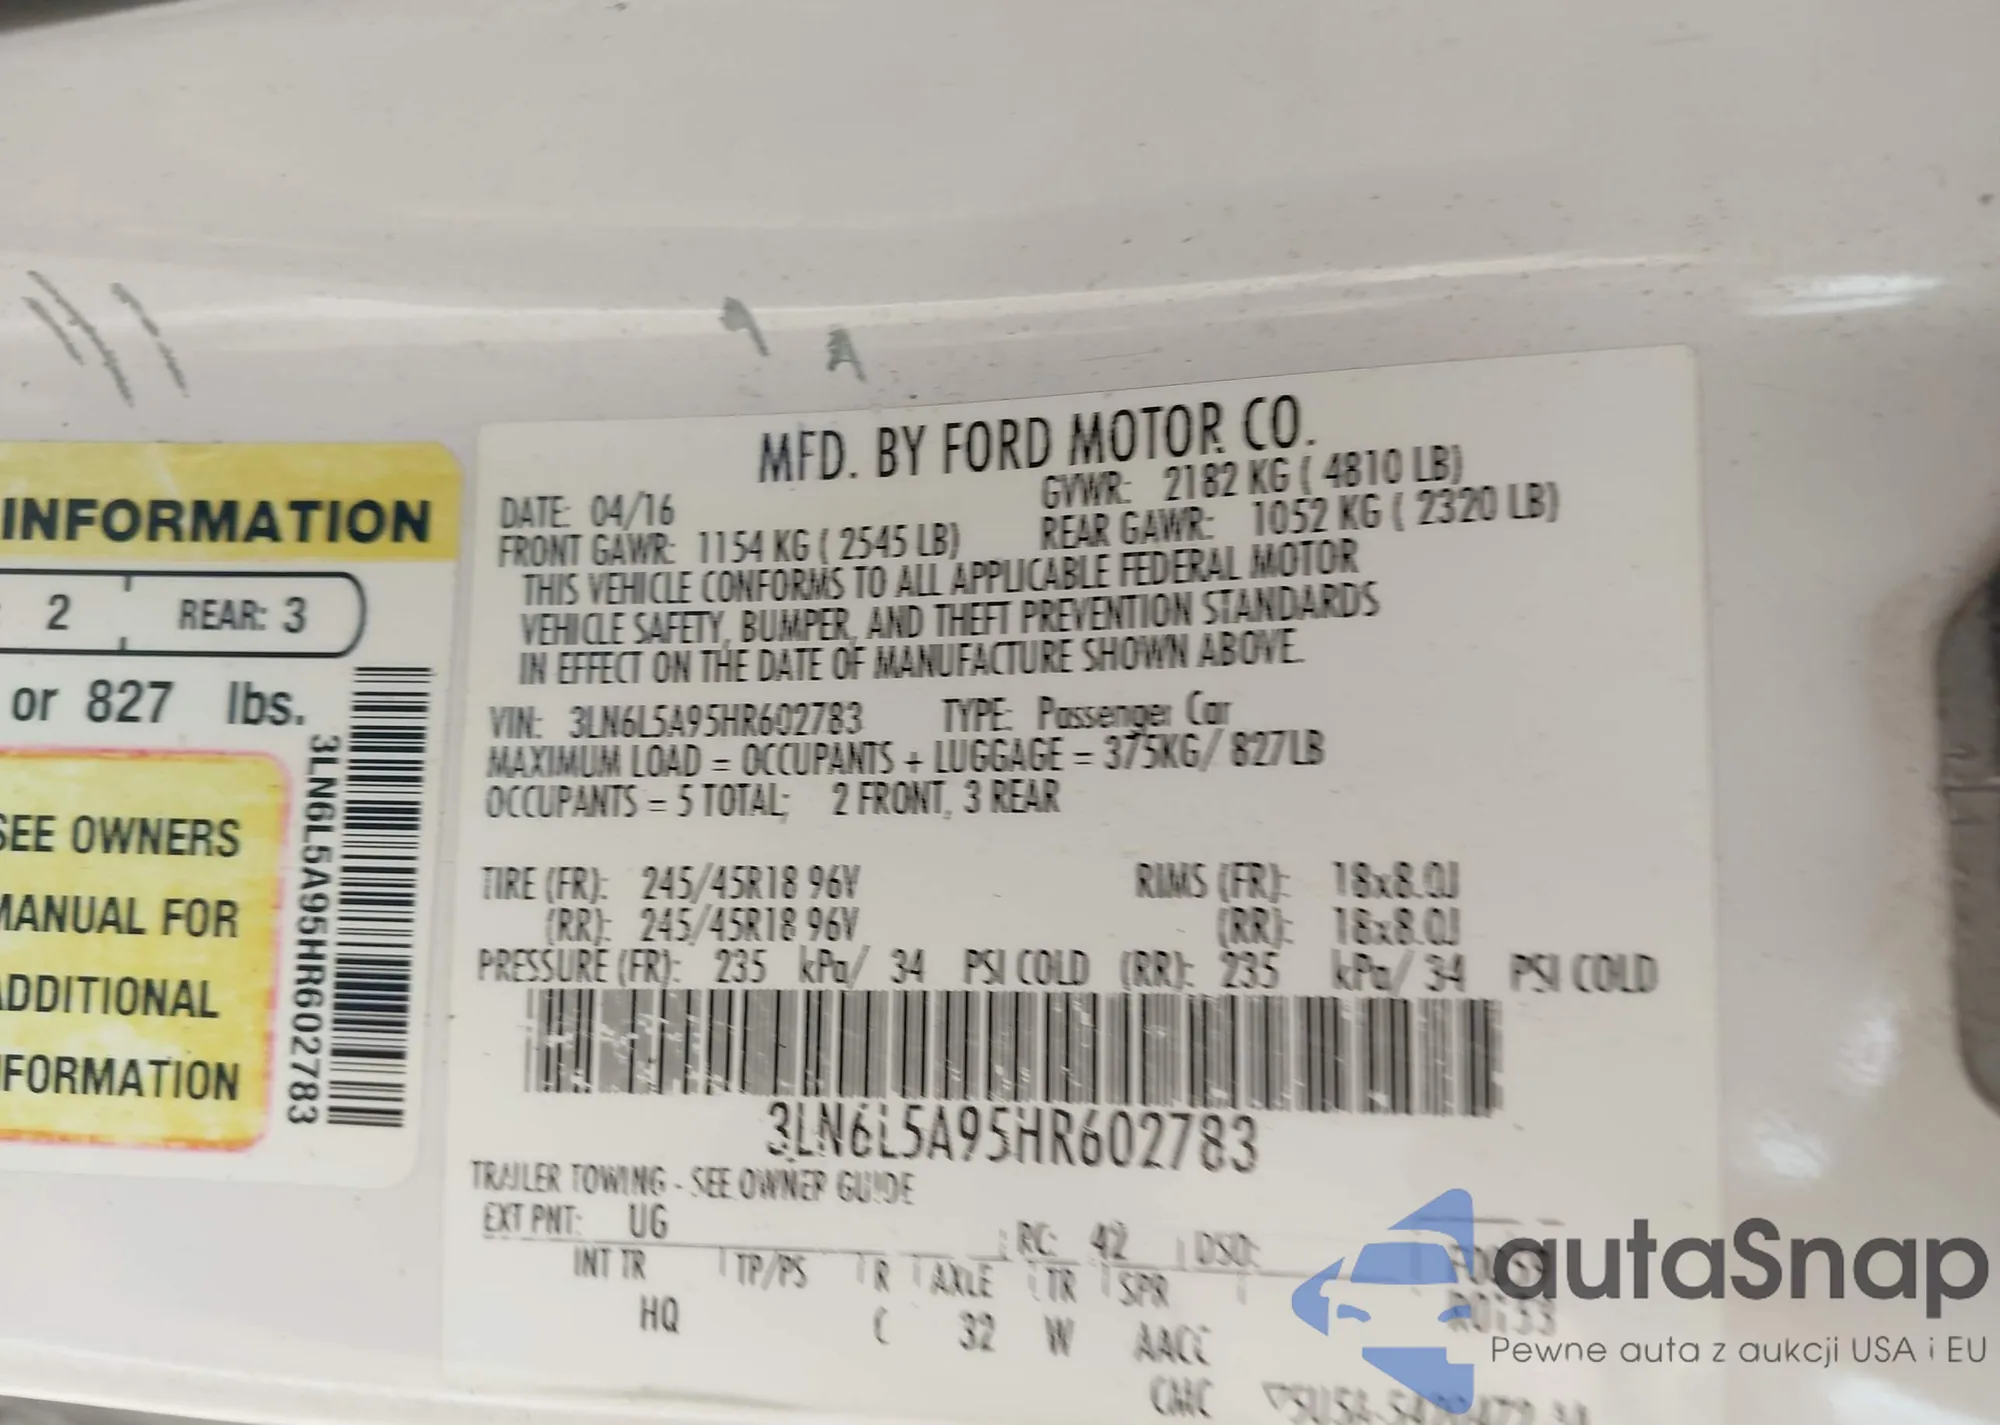 INFORMATION
2 REAR: 3
or 827 lbs.
SEE OWNERS
MANUAL FOR
ADDITIONAL
INFORMATION
3LN6L5A95HR602783
MFD. BY FORD MOTOR CO.
DATE: 04/16 GVWR: 2182 KG ( 4810 LB)
FRONT GAWR: 1154 KG ( 2545 LB) REAR GAWR: 1052 KG ( 2320 LB)
THIS VEHICLE CONFORMS TO ALL APPLICABLE FEDERAL MOTOR
VEHICLE SAFETY, BUMPER, AND THEFT PREVENTION STANDARDS
IN EFFECT ON THE DATE OF MANUFACTURE SHOWN ABOVE.
VIN: 3LN6L5A95HR602783 TYPE: Passenger Car
MAXIMUM LOAD = OCCUPANTS + LUGGAGE = 375KG/ 827LB
OCCUPANTS = 5 TOTAL; 2 FRONT, 3 REAR
TIRE (FR): 245/45R18 96V RIMS (FR): 18x8.0J
(RR): 245/45R18 96V (RR): 18x8.0J
PRESSURE (FR): 235 kPa/ 34 PSI COLD (RR): 235 kPa/ 34 PSI COLD
3LN6L5A95HR602783
TRAILER TOWING - SEE OWNER GUIDE
EXT PNT: UG RC: 42 DSO:
INT TR TP/PS R AXLE TR SPR
HQ C 32 W AACC
CMC
autaSnap
Pewne auta z aukcji USA i EU